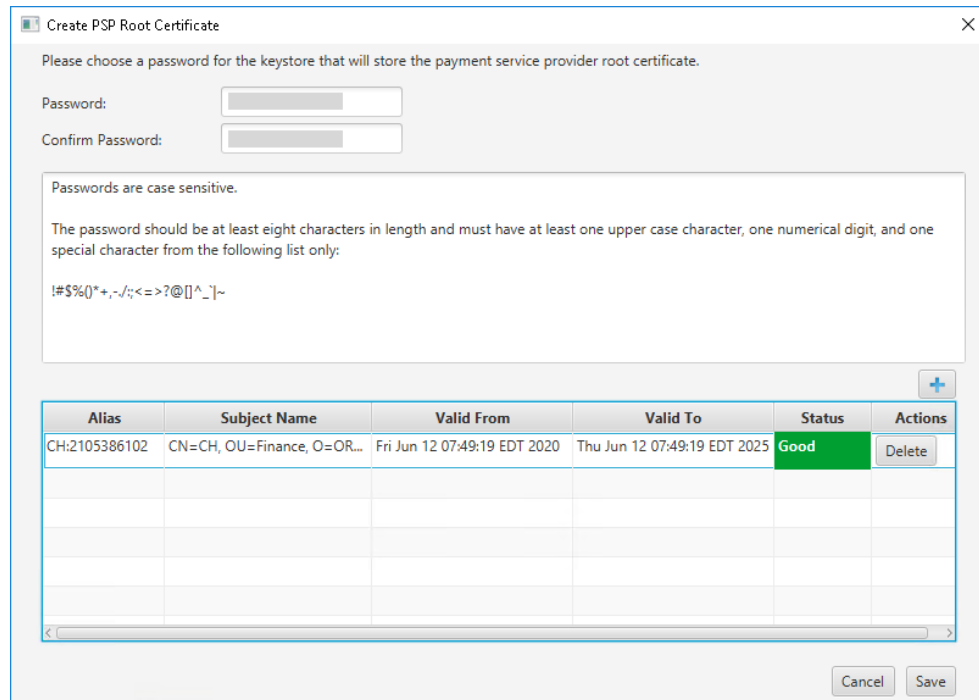 Create PSP Root Certificate
Please choose a password for the keystore that will store the payment service provider root certificate.
Password:
Confirm Password:
Passwords are case sensitive.
The password should be at least eight characters in length and must have at least one upper case character, one numerical digit, and one
special character from the following list only:
!#$%()*+,-./:;<=>?@[]^_`|~
Alias Subject Name Valid From Valid To Status Actions
CH:2105386102 CN=CH, OU=Finance, O=OR... Fri Jun 12 07:49:19 EDT 2020 Thu Jun 12 07:49:19 EDT 2025 Good Delete
Cancel Save